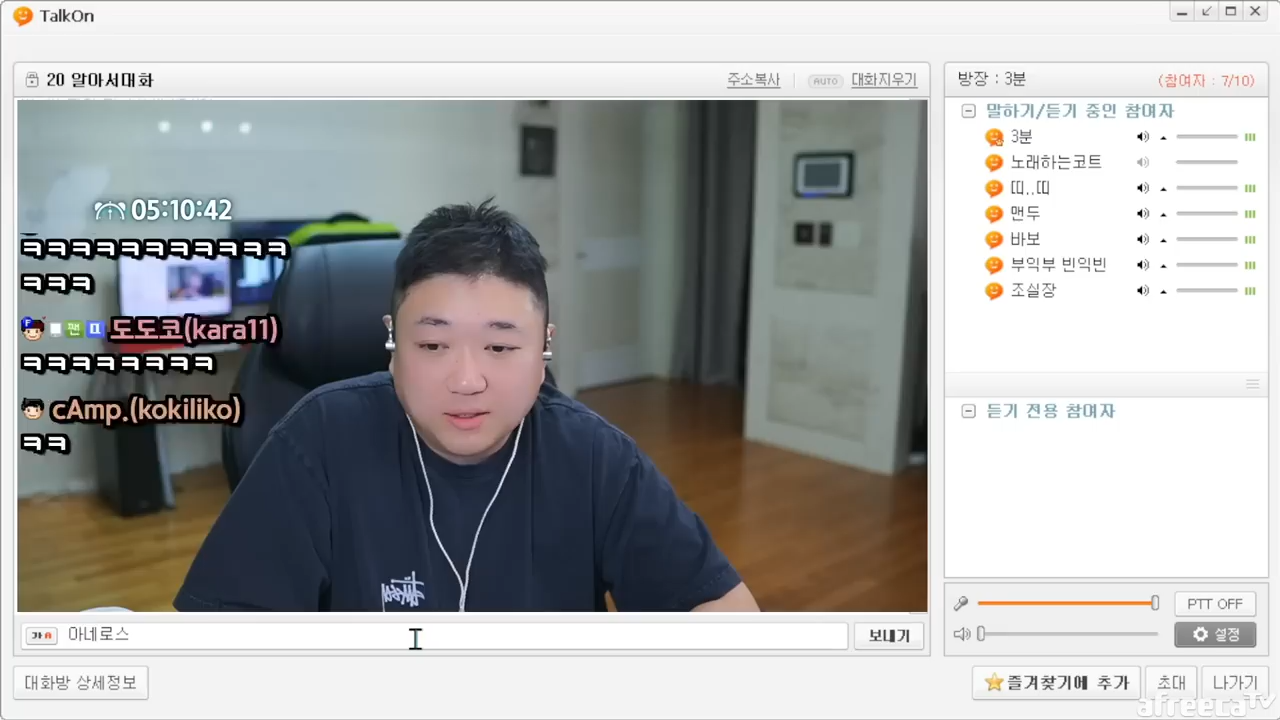 TalkOn
20 알아서대화
주소복사
AUTO
대화지우기
05:10:42
ㅋㅋㅋㅋㅋㅋㅋㅋㅋㅋㅋ
ㅋㅋㅋ
F 팬 도도코(kara11)
ㅋㅋㅋㅋㅋㅋㅋㅋ
cAmp.(kokiliko)
ㅋㅋ
가A 아네로스
보내기
대화방 상세정보
방장 : 3분
(참여자 : 7/10)
말하기/듣기 중인 참여자
3분
노래하는코트
띠..띠
맨두
바보
부익부 빈익빈
조실장
듣기 전용 참여자
PTT OFF
설정
즐겨찾기에 추가
초대
나가기
afreecaTV